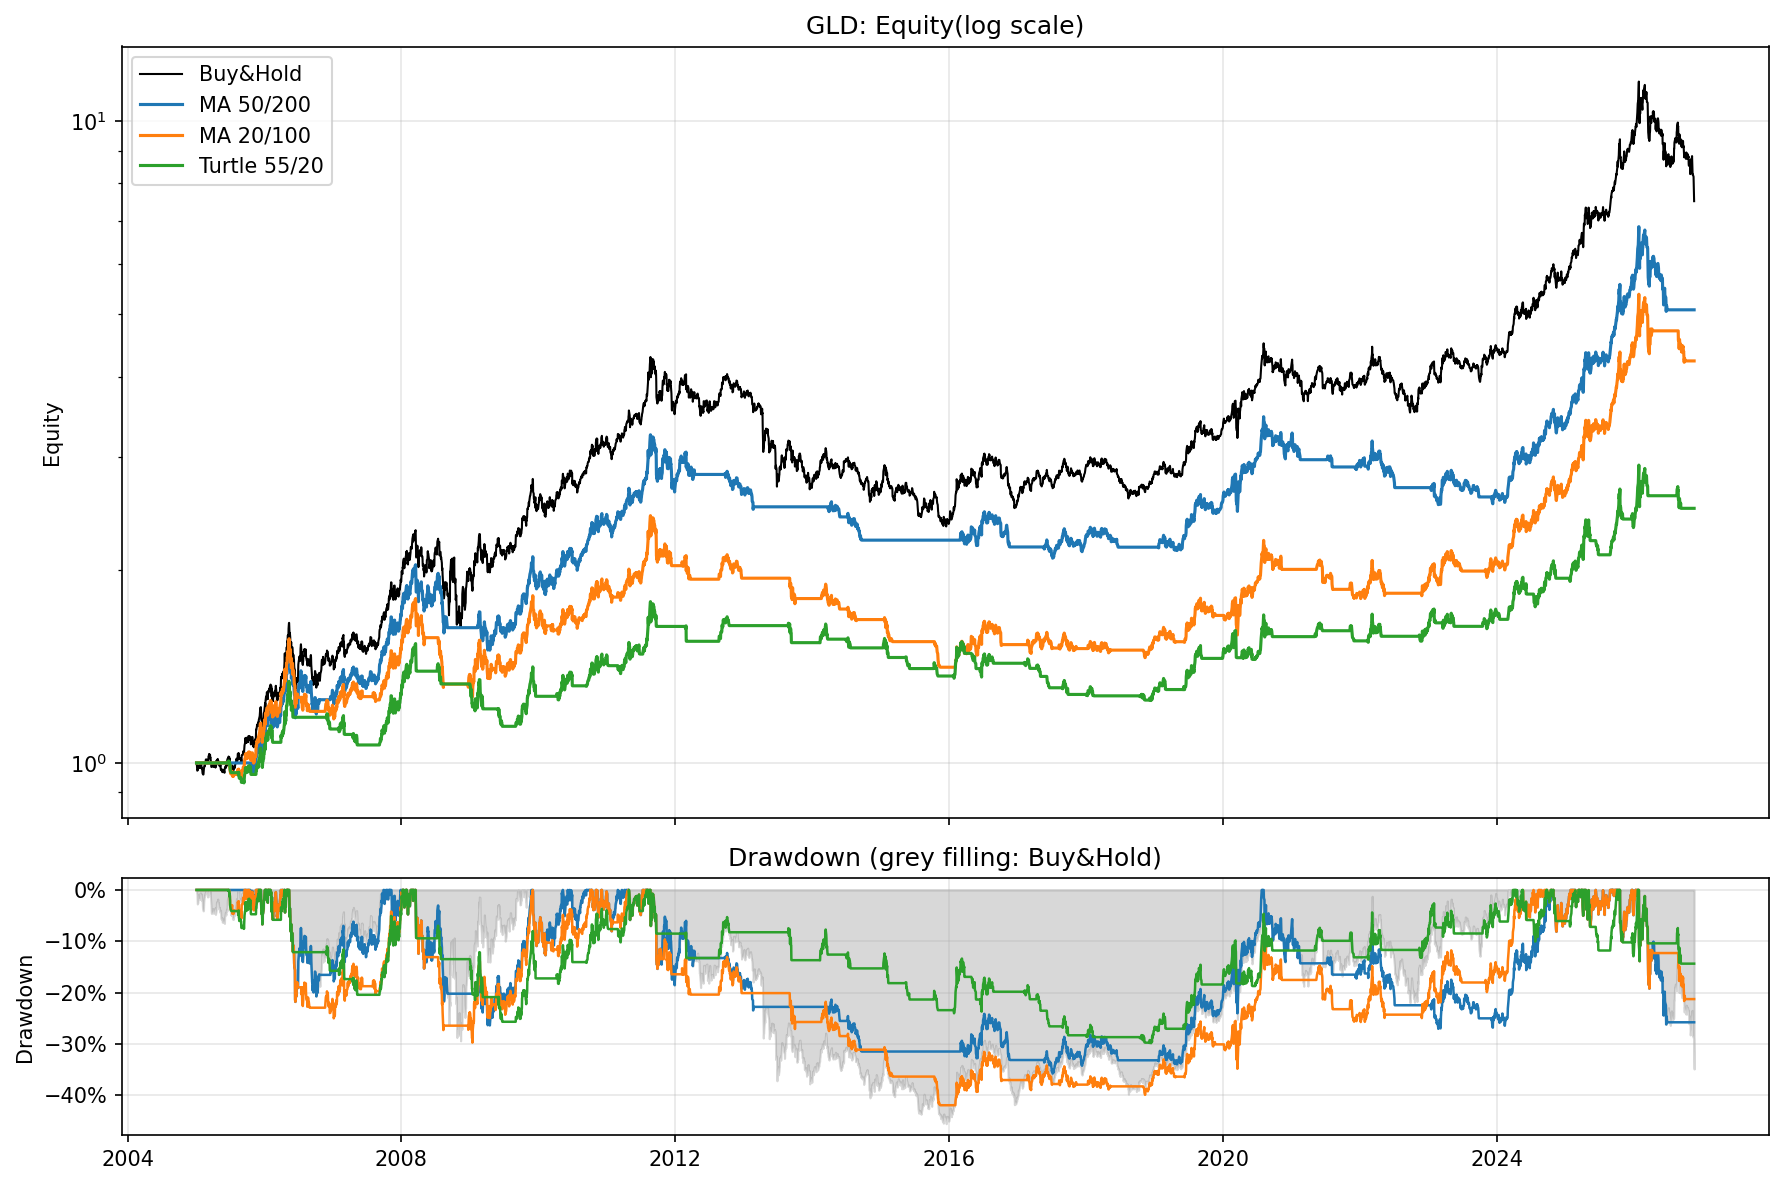 GLD: Equity(log scale)
Buy&Hold
MA 50/200
MA 20/100
Turtle 55/20
10¹
10⁰
Equity
Drawdown (grey filling: Buy&Hold)
0%
−10%
−20%
−30%
−40%
Drawdown
2004 2008 2012 2016 2020 2024